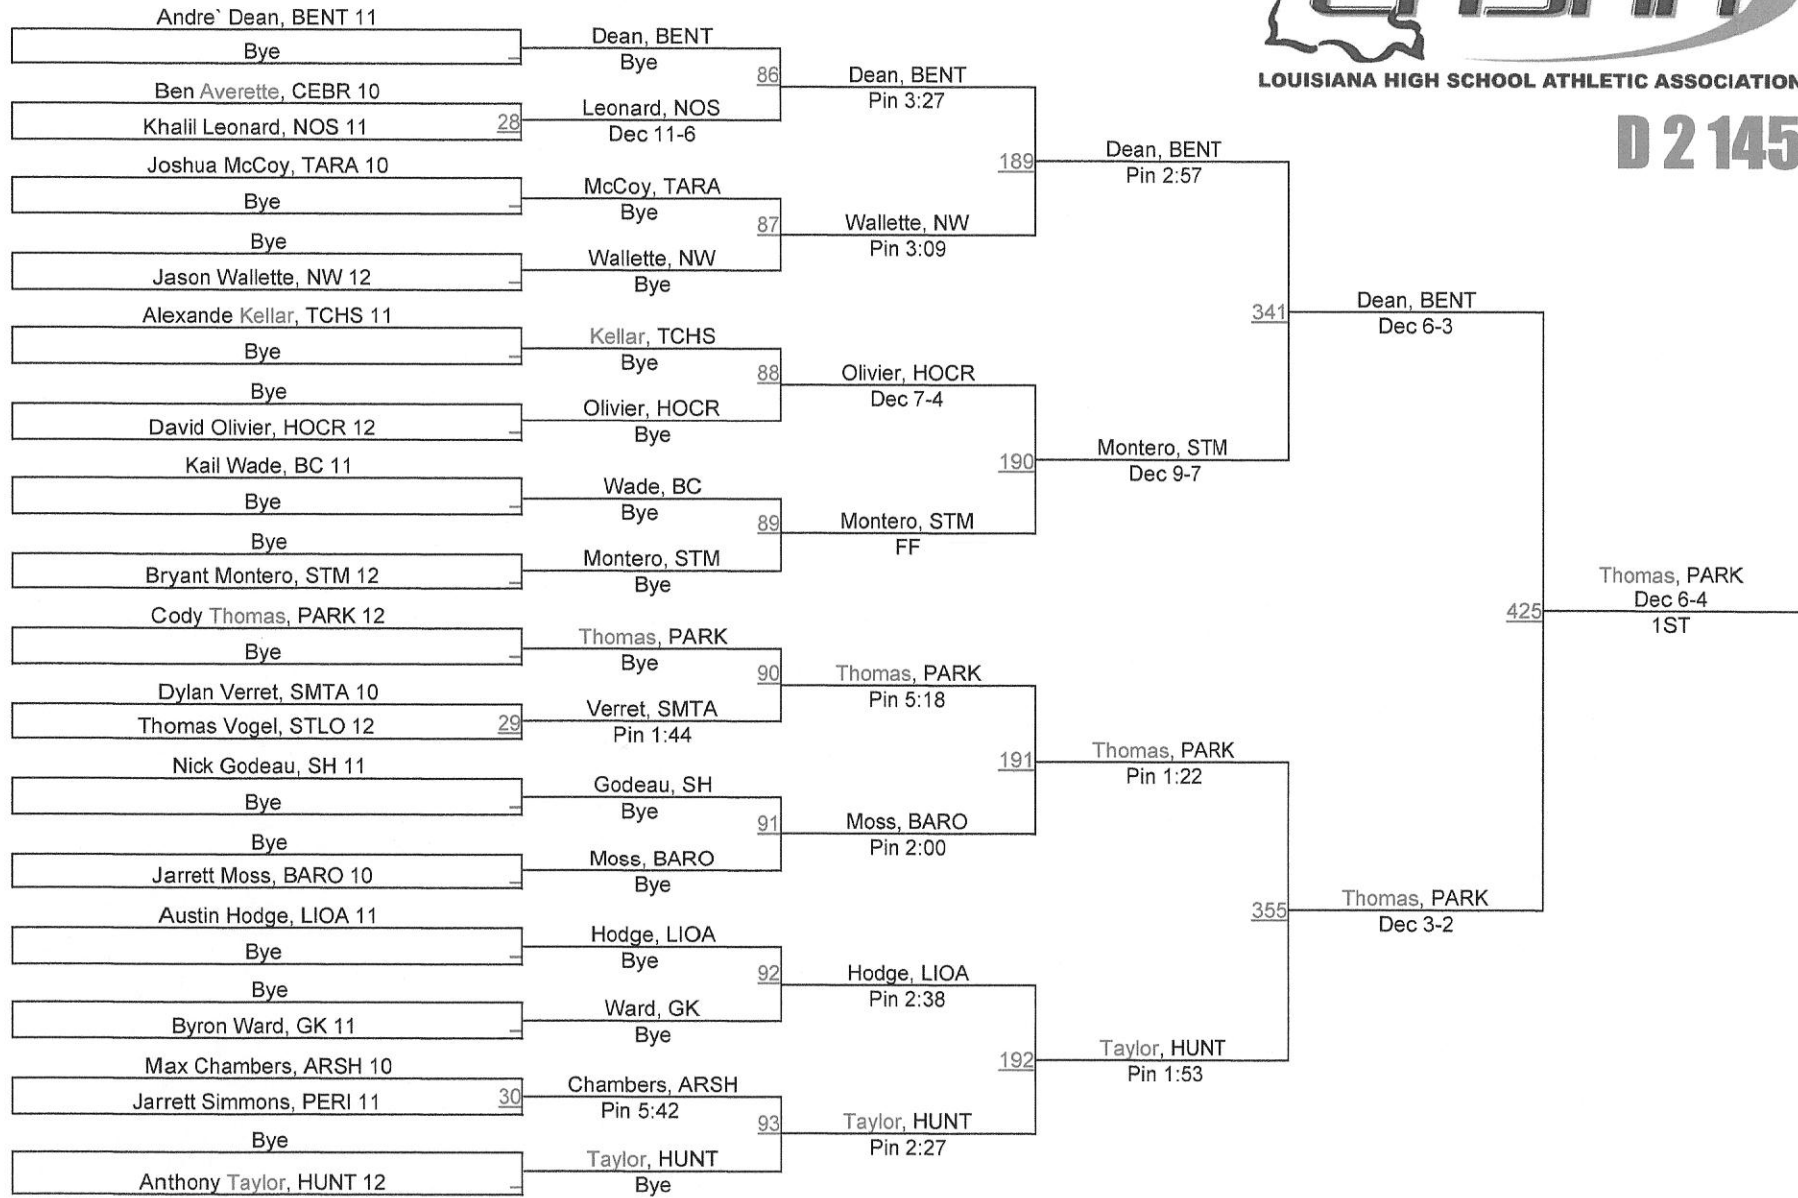 LHSAA
LOUISIANA HIGH SCHOOL ATHLETIC ASSOCIATION
D 2 145
Andre` Dean, BENT 11
Bye
Ben Averette, CEBR 10
Khalil Leonard, NOS 11
28
Joshua McCoy, TARA 10
Bye
Bye
Jason Wallette, NW 12
Alexande Kellar, TCHS 11
Bye
Bye
David Olivier, HOCR 12
Kail Wade, BC 11
Bye
Bye
Bryant Montero, STM 12
Cody Thomas, PARK 12
Bye
Dylan Verret, SMTA 10
Thomas Vogel, STLO 12
29
Nick Godeau, SH 11
Bye
Bye
Jarrett Moss, BARO 10
Austin Hodge, LIOA 11
Bye
Bye
Byron Ward, GK 11
Max Chambers, ARSH 10
Jarrett Simmons, PERI 11
30
Bye
Anthony Taylor, HUNT 12
Dean, BENT
Bye
86
Leonard, NOS
Dec 11-6
McCoy, TARA
Bye
87
Wallette, NW
Bye
Kellar, TCHS
Bye
88
Olivier, HOCR
Bye
Wade, BC
Bye
89
Montero, STM
Bye
Thomas, PARK
Bye
90
Verret, SMTA
Pin 1:44
Godeau, SH
Bye
91
Moss, BARO
Bye
Hodge, LIOA
Bye
92
Ward, GK
Bye
Chambers, ARSH
Pin 5:42
93
Taylor, HUNT
Bye
Dean, BENT
Pin 3:27
189
Wallette, NW
Pin 3:09
Olivier, HOCR
Dec 7-4
190
Montero, STM
FF
Thomas, PARK
Pin 5:18
191
Moss, BARO
Pin 2:00
Hodge, LIOA
Pin 2:38
192
Taylor, HUNT
Pin 2:27
Dean, BENT
Pin 2:57
341
Montero, STM
Dec 9-7
Thomas, PARK
Pin 1:22
355
Taylor, HUNT
Pin 1:53
Dean, BENT
Dec 6-3
425
Thomas, PARK
Dec 3-2
Thomas, PARK
Dec 6-4
1ST